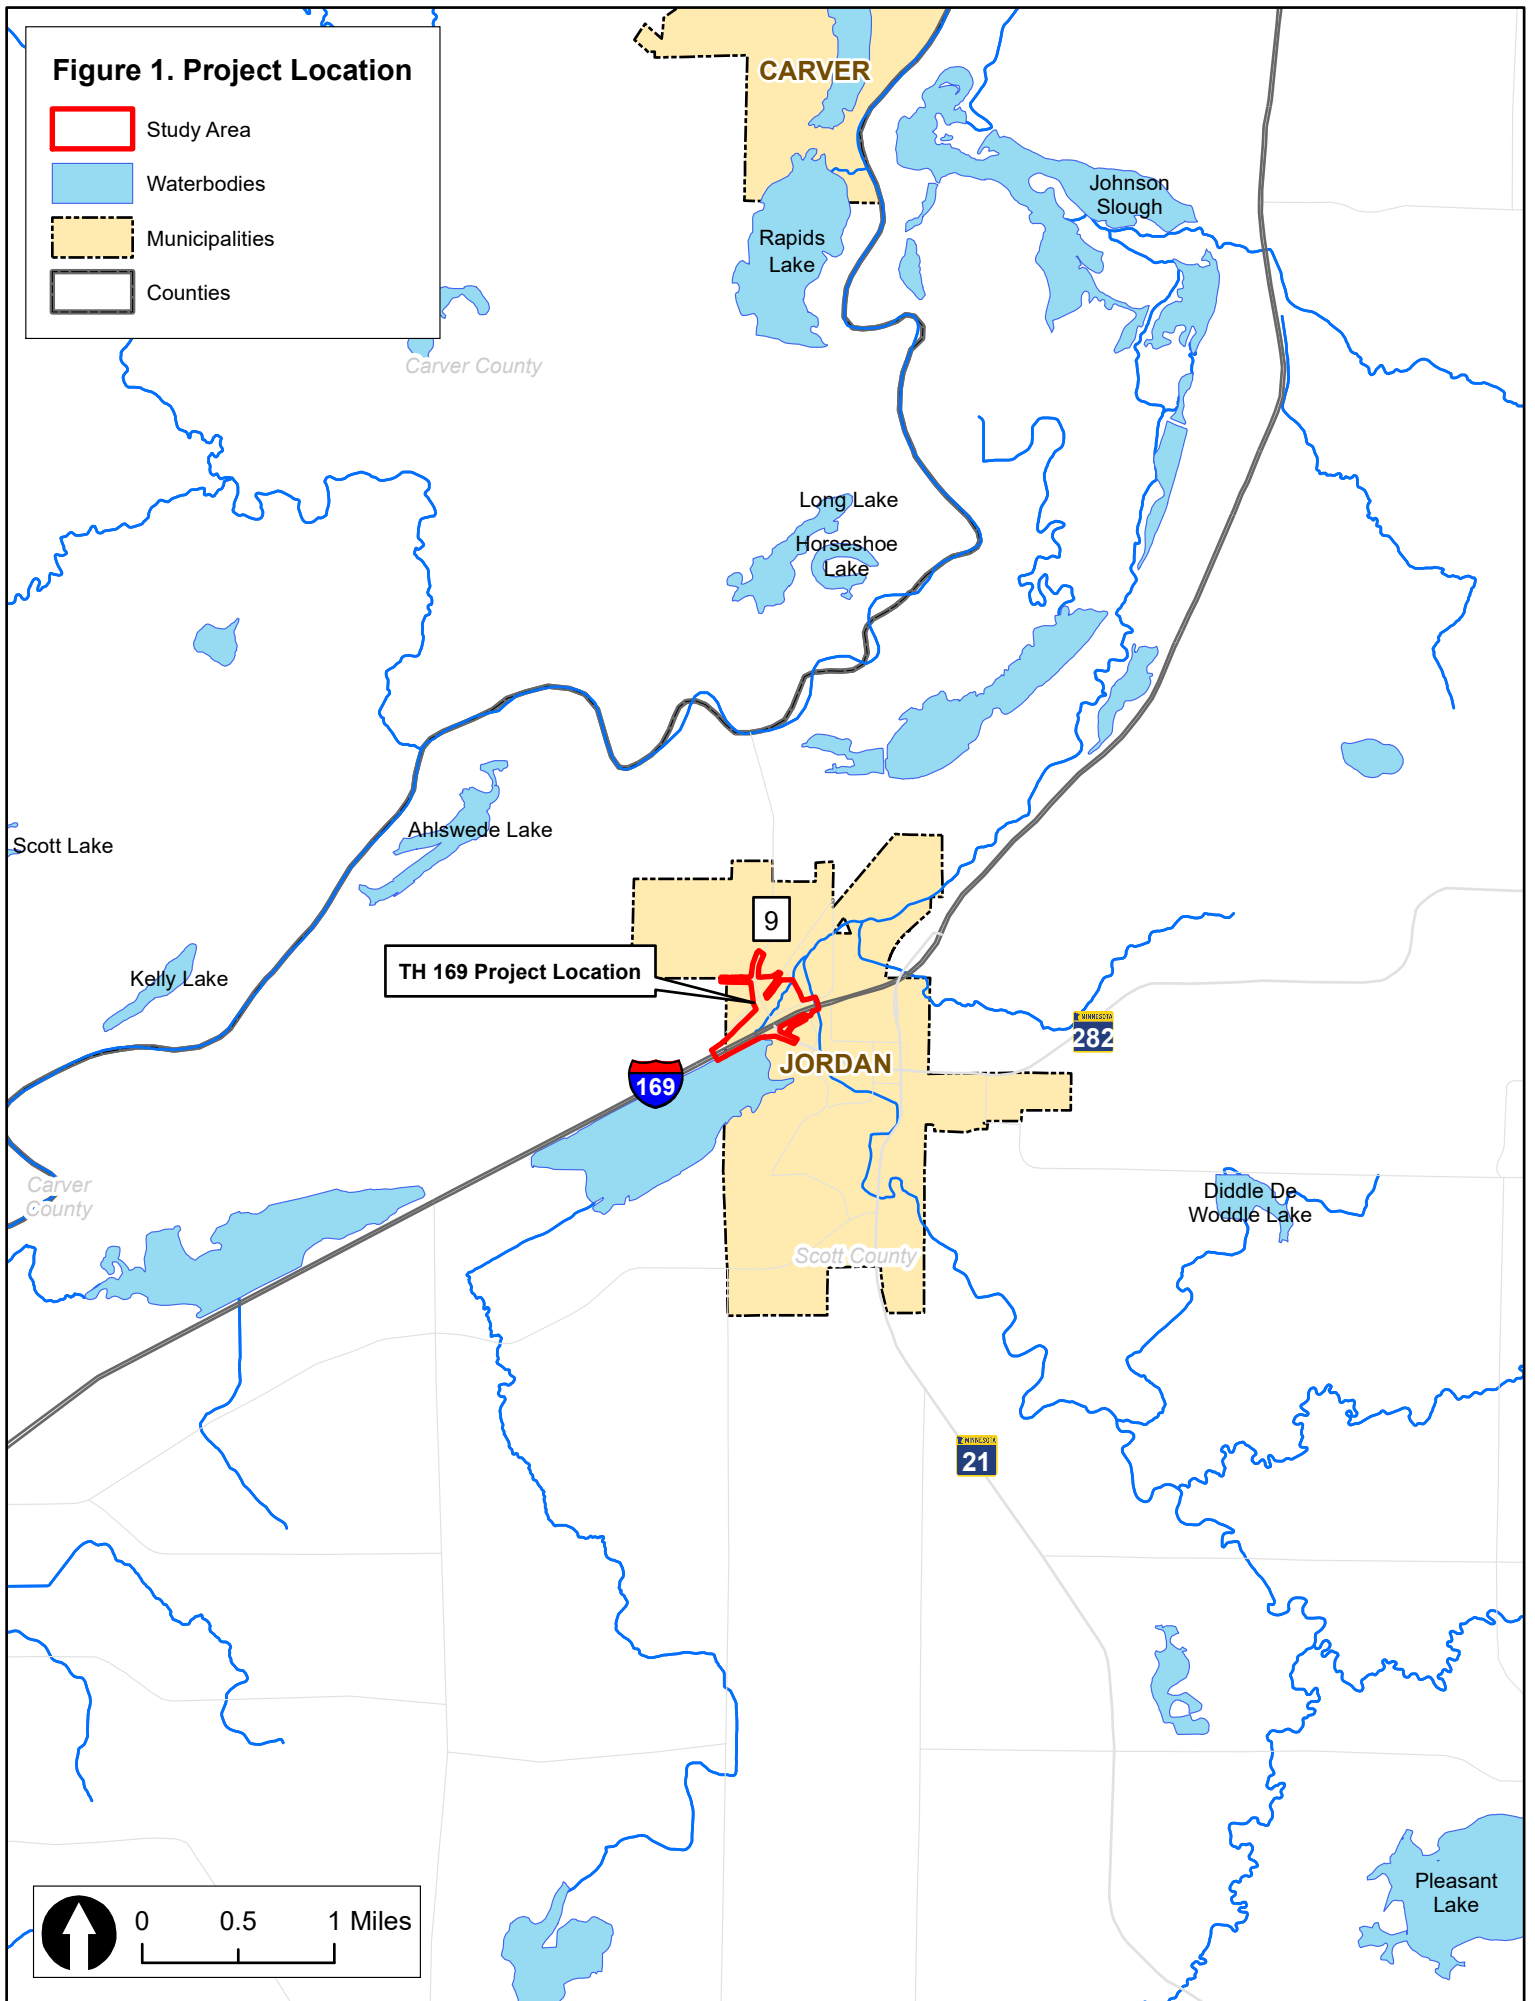 Figure 1. Project Location
Study Area
Waterbodies
Municipalities
Counties
CARVER
Johnson
Slough
Rapids
Lake
Carver County
Long Lake
Horseshoe
Lake
Ahlswede Lake
Scott Lake
9
TH 169 Project Location
Kelly Lake
MINNESOTA
282
JORDAN
169
Carver
County
Diddle De
Woddle Lake
Scott County
MINNESOTA
21
Pleasant
Lake
0 0.5 1 Miles